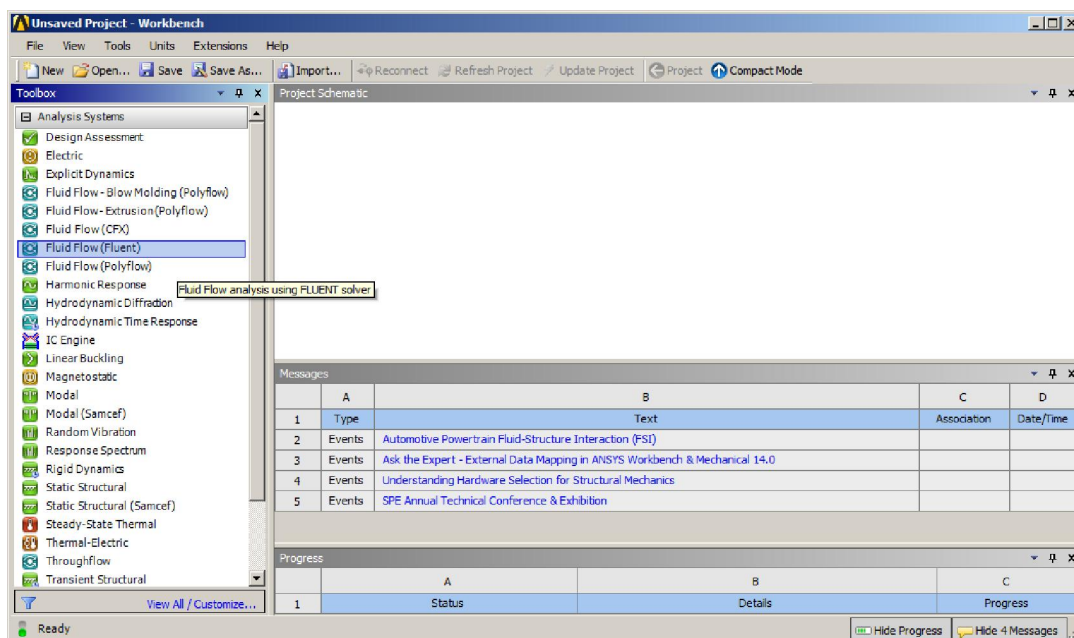 Unsaved Project - Workbench
File View Tools Units Extensions Help
New Open... Save Save As... Import... Reconnect Refresh Project Update Project Project Compact Mode
Toolbox
Analysis Systems
Design Assessment
Electric
Explicit Dynamics
Fluid Flow - Blow Molding (Polyflow)
Fluid Flow - Extrusion (Polyflow)
Fluid Flow (CFX)
Fluid Flow (Fluent)
Fluid Flow (Polyflow)
Harmonic Response
Fluid Flow analysis using FLUENT solver
Hydrodynamic Diffraction
Hydrodynamic Time Response
IC Engine
Linear Buckling
Magnetostatic
Modal
Modal (Samcef)
Random Vibration
Response Spectrum
Rigid Dynamics
Static Structural
Static Structural (Samcef)
Steady-State Thermal
Thermal-Electric
Throughflow
Transient Structural
View All / Customize...
Project Schematic
Messages
A B C D
1 Type Text Association Date/Time
2 Events Automotive Powertrain Fluid-Structure Interaction (FSI)
3 Events Ask the Expert - External Data Mapping in ANSYS Workbench & Mechanical 14.0
4 Events Understanding Hardware Selection for Structural Mechanics
5 Events SPE Annual Technical Conference & Exhibition
Progress
A B C
1 Status Details Progress
Ready Hide Progress Hide 4 Messages